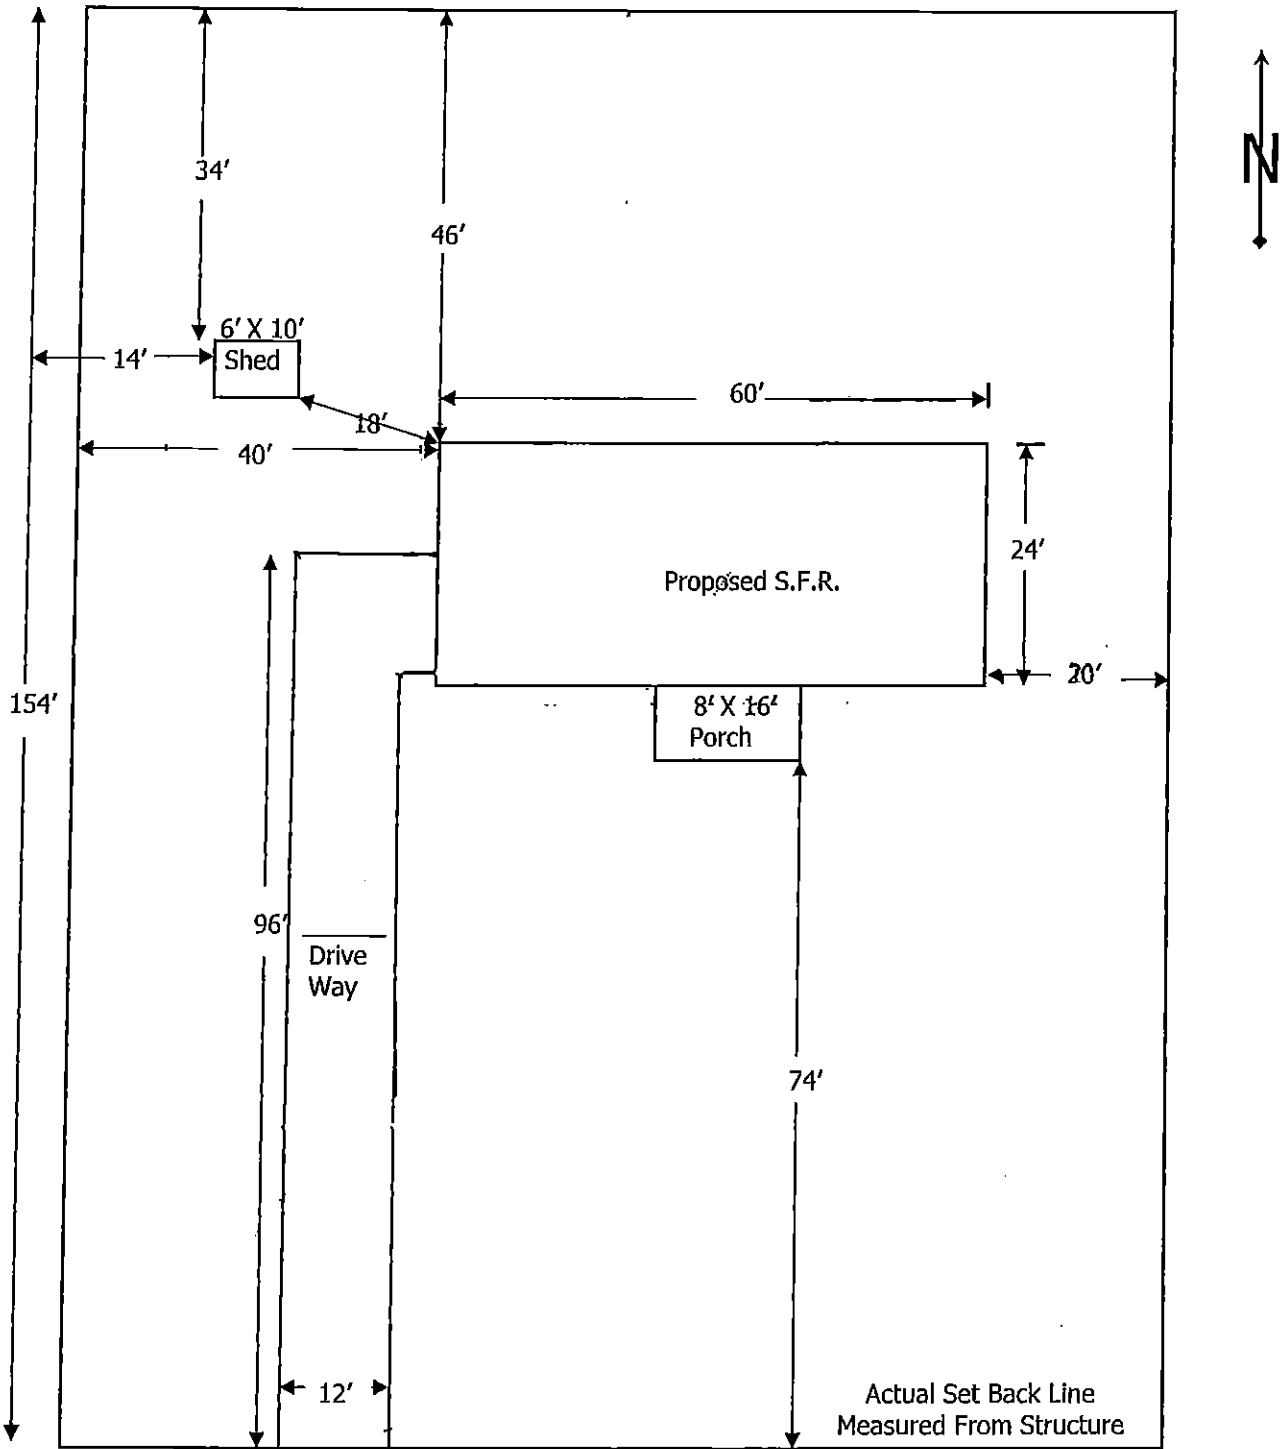 34'
N
46'
6' X 10'
Shed
14'
18'
60'
40'
24'
Proposed S.F.R.
20'
154'
8' X 16'
Porch
96'
Drive
Way
74'
12'
Actual Set Back Line
Measured From Structure